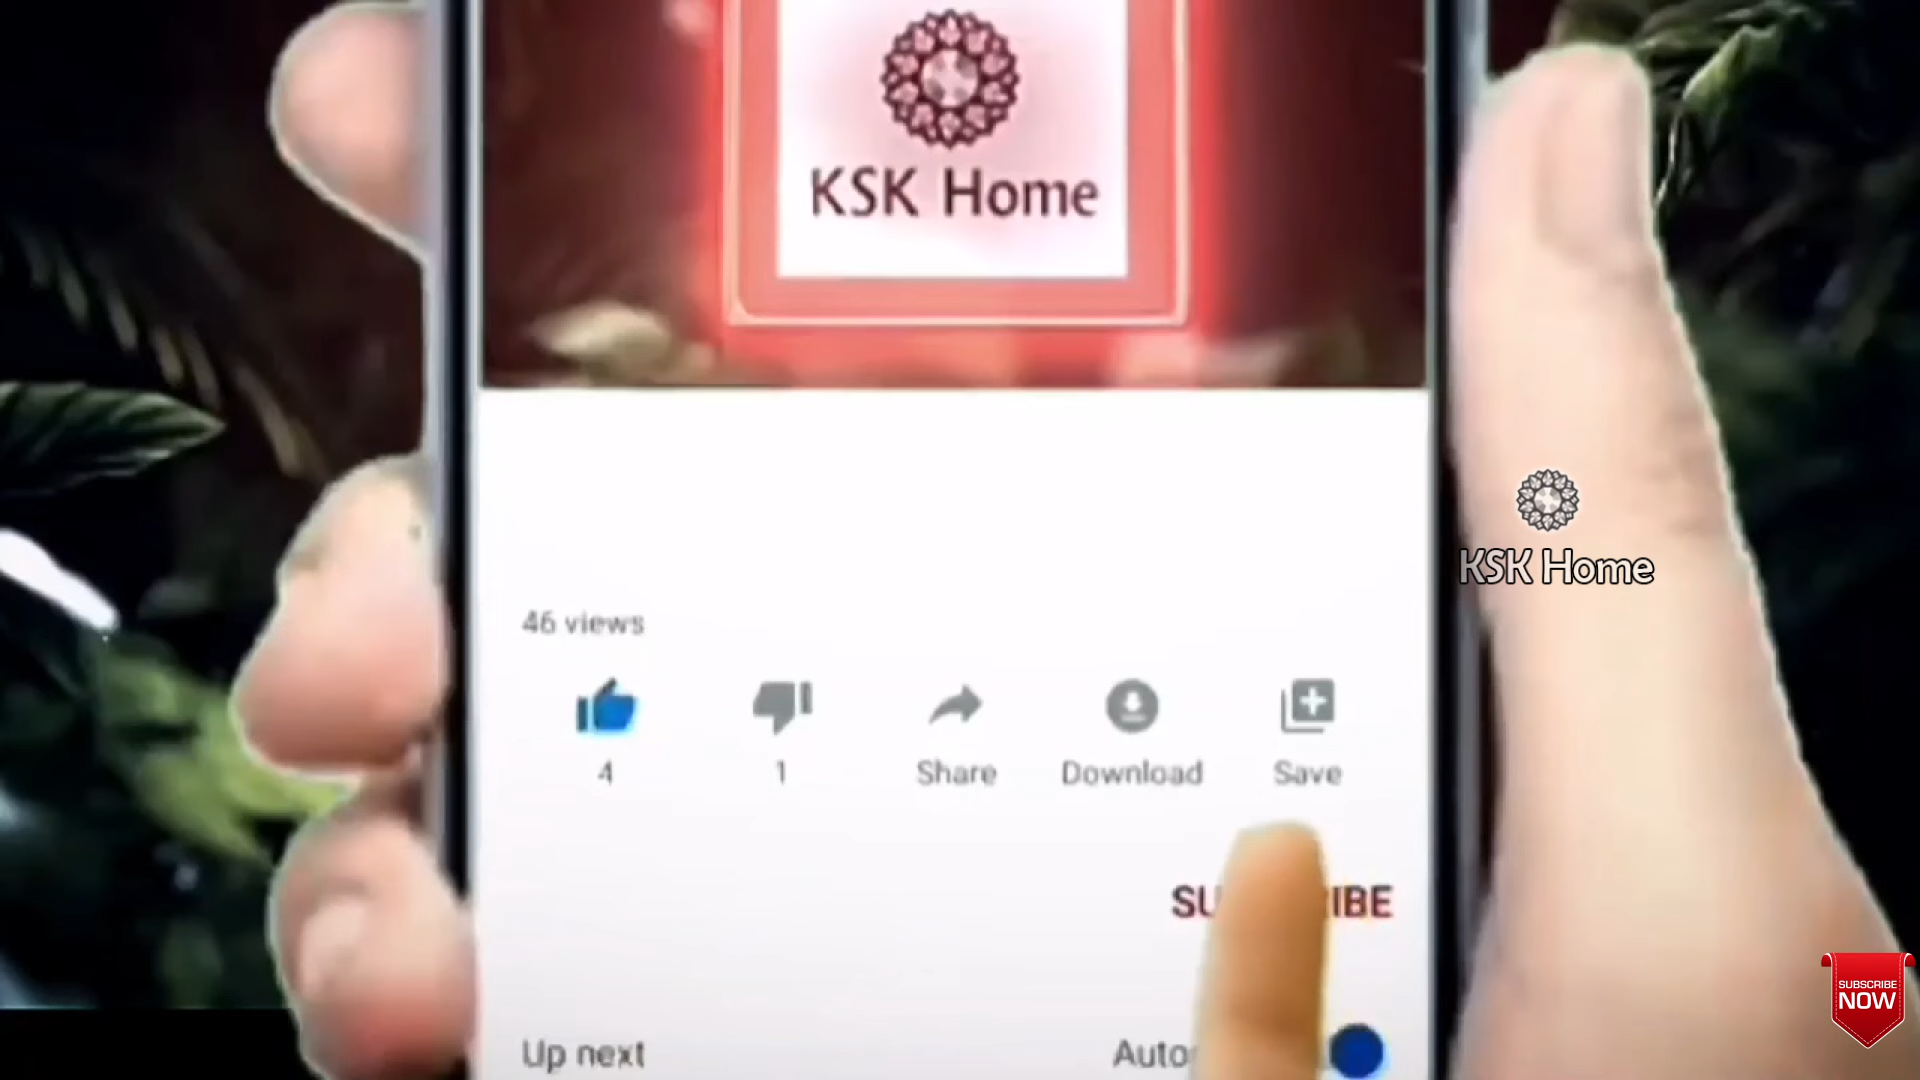 KSK Home
KSK Home
46 views
4
1
Share
Download
Save
Up next
SUBSCRIBE
NOW